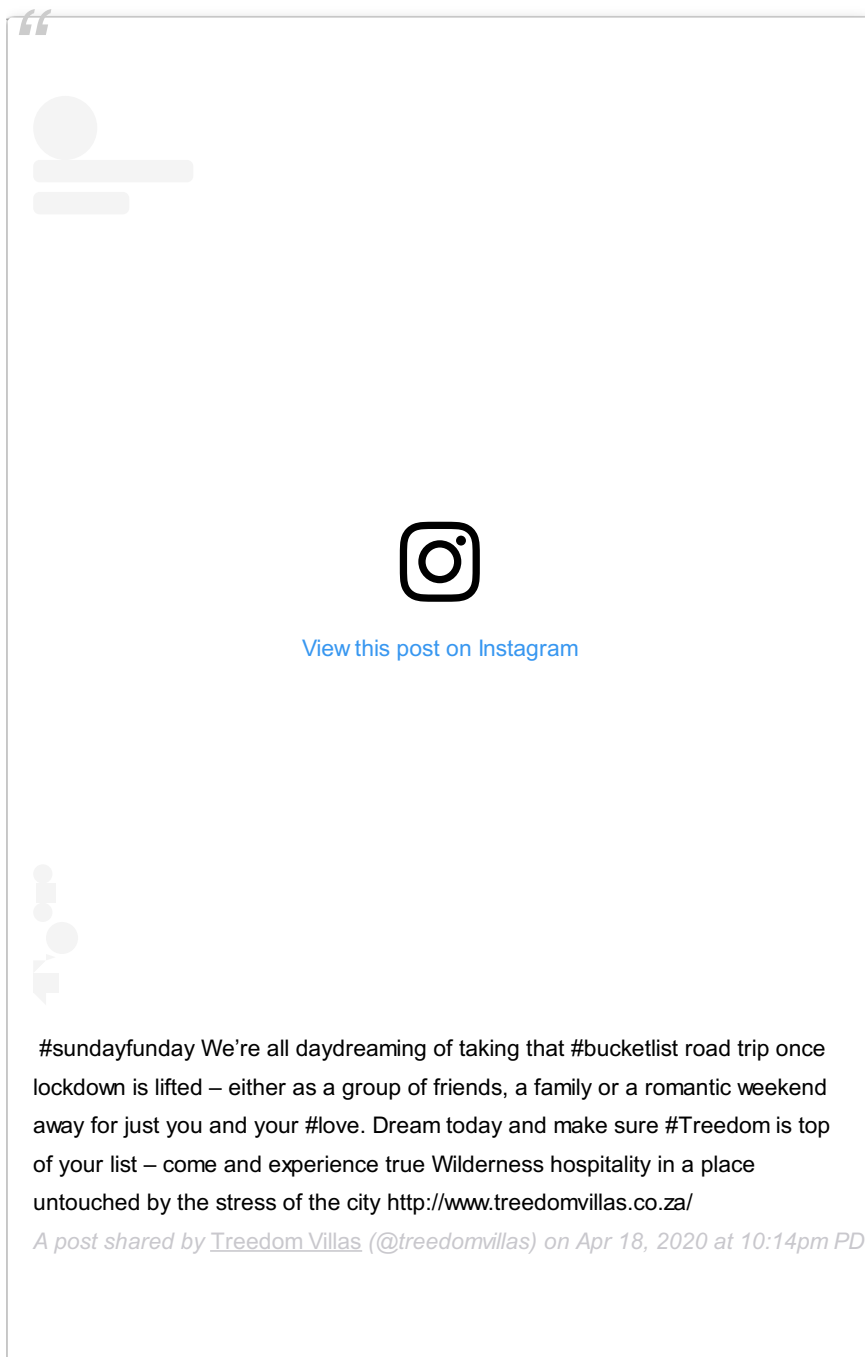 “
View this post on Instagram
#sundayfunday We’re all daydreaming of taking that #bucketlist road trip once
lockdown is lifted – either as a group of friends, a family or a romantic weekend
away for just you and your #love. Dream today and make sure #Treedom is top
of your list – come and experience true Wilderness hospitality in a place
untouched by the stress of the city http://www.treedomvillas.co.za/
A post shared by Treedom Villas (@treedomvillas) on Apr 18, 2020 at 10:14pm PD